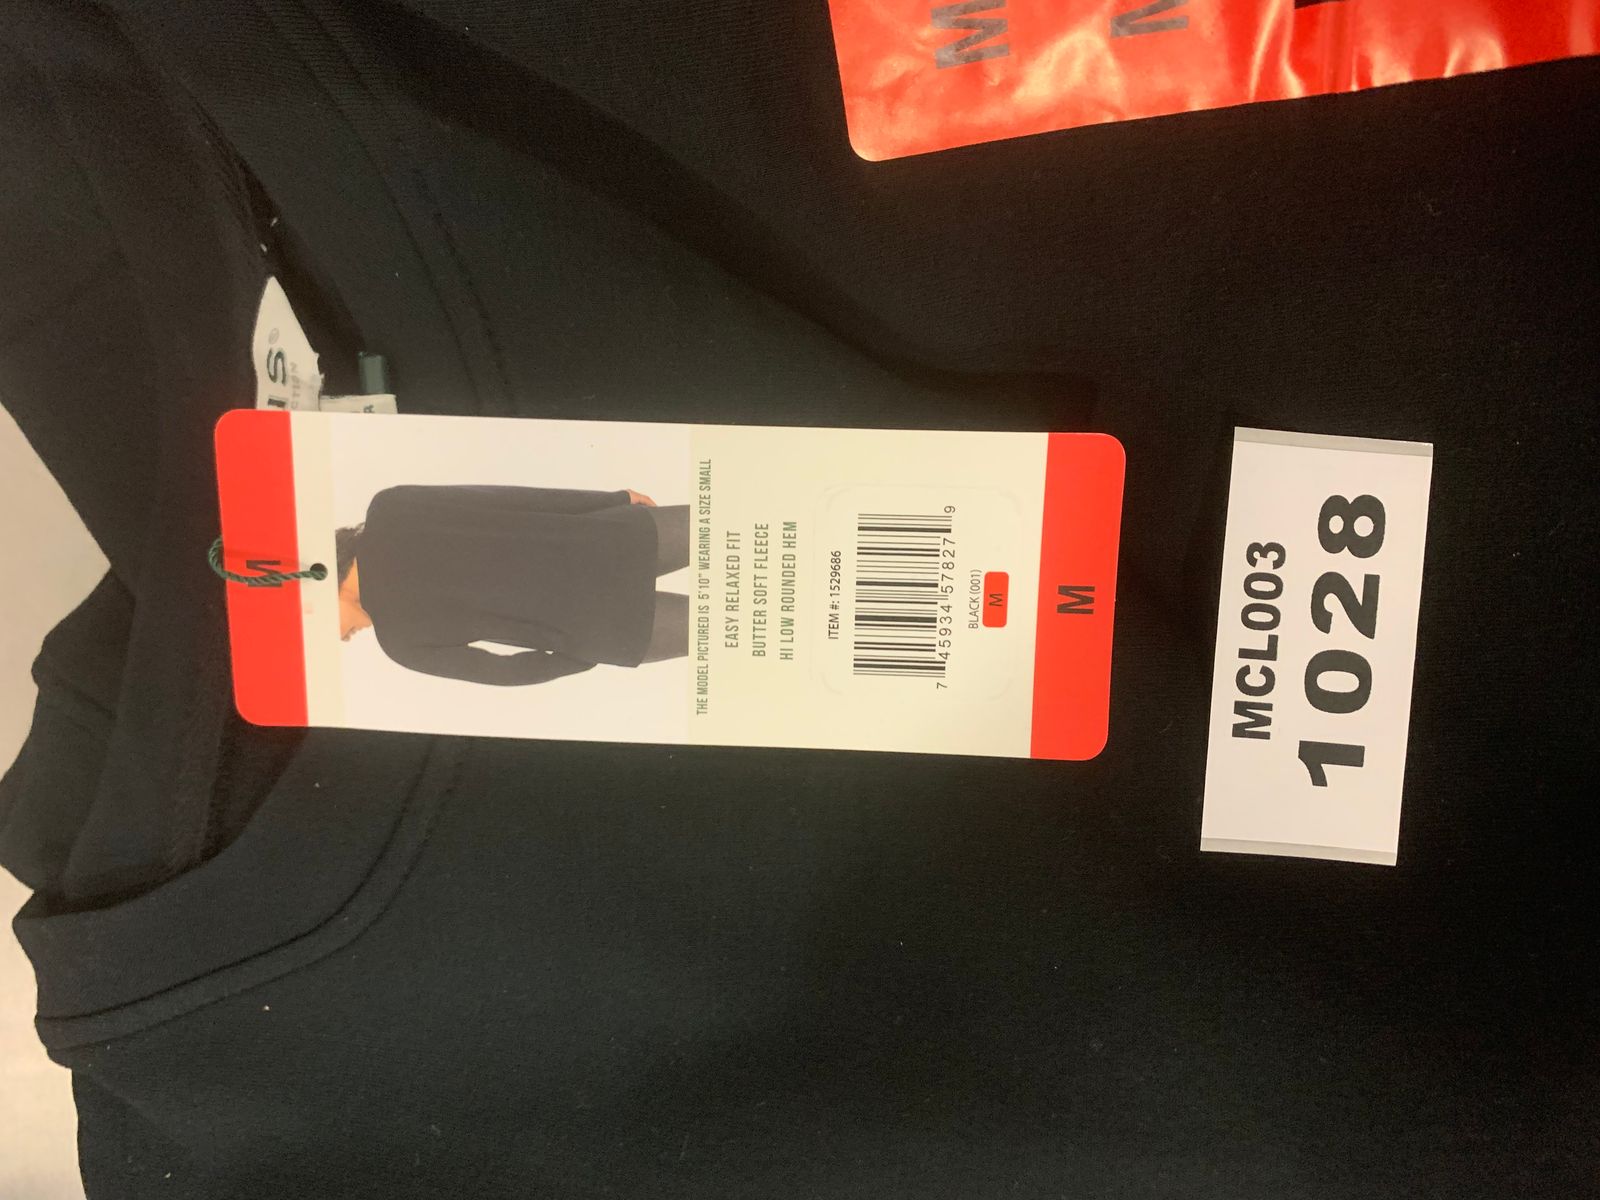 M
THE MODEL PICTURED IS 5'10" WEARING A SIZE SMALL
EASY RELAXED FIT
BUTTER SOFT FLEECE
HI LOW ROUNDED HEM
ITEM #: 1529686
7 45934 57827 9
BLACK (001)
M
M
MCL003
1028
M